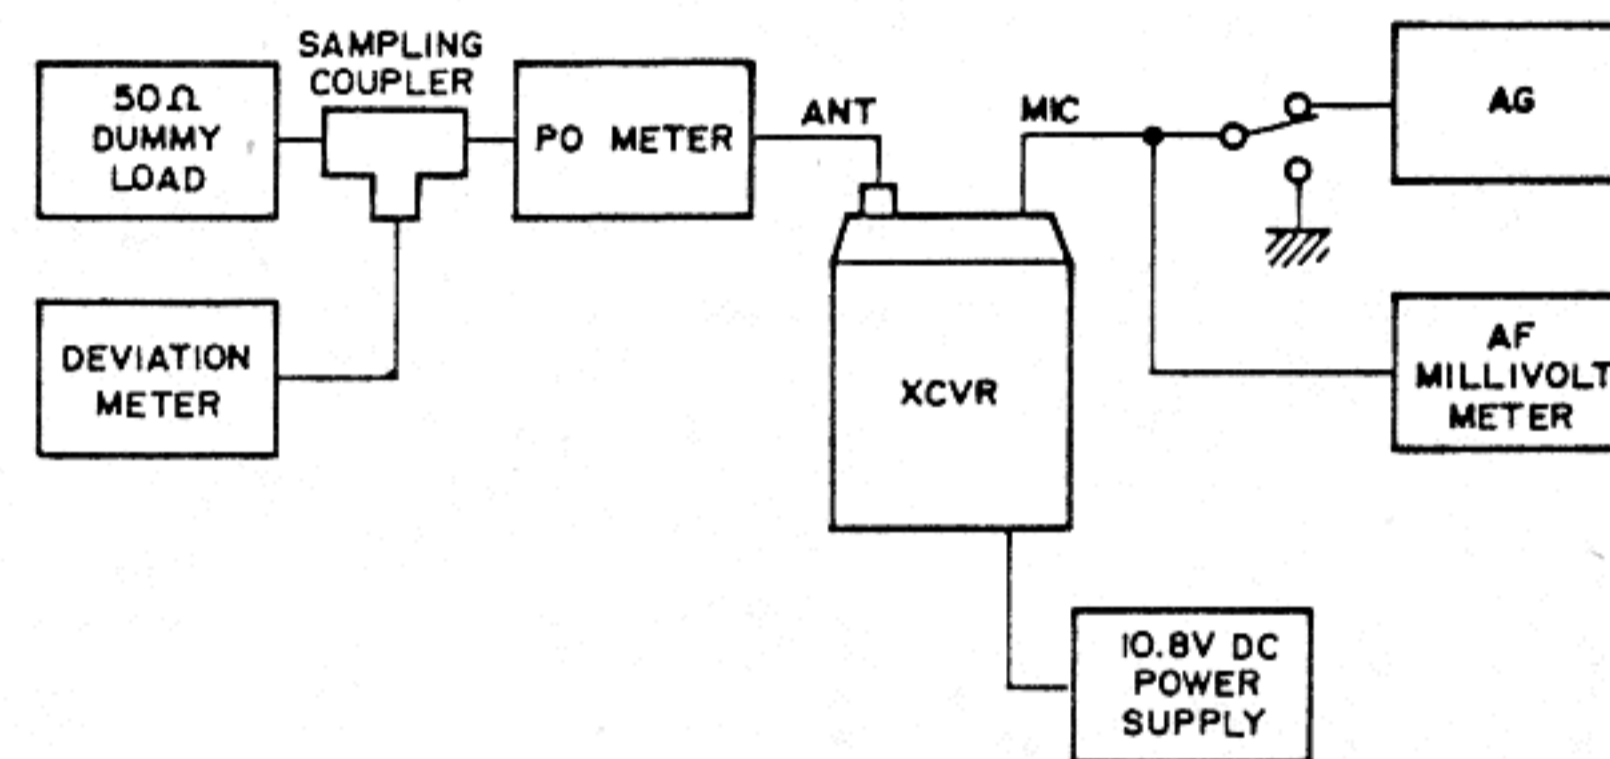 SAMPLING
COUPLER
50Ω
DUMMY
LOAD
PO METER
ANT
MIC
AG
DEVIATION
METER
XCVR
AF
MILLIVOLT
METER
10.8V DC
POWER
SUPPLY